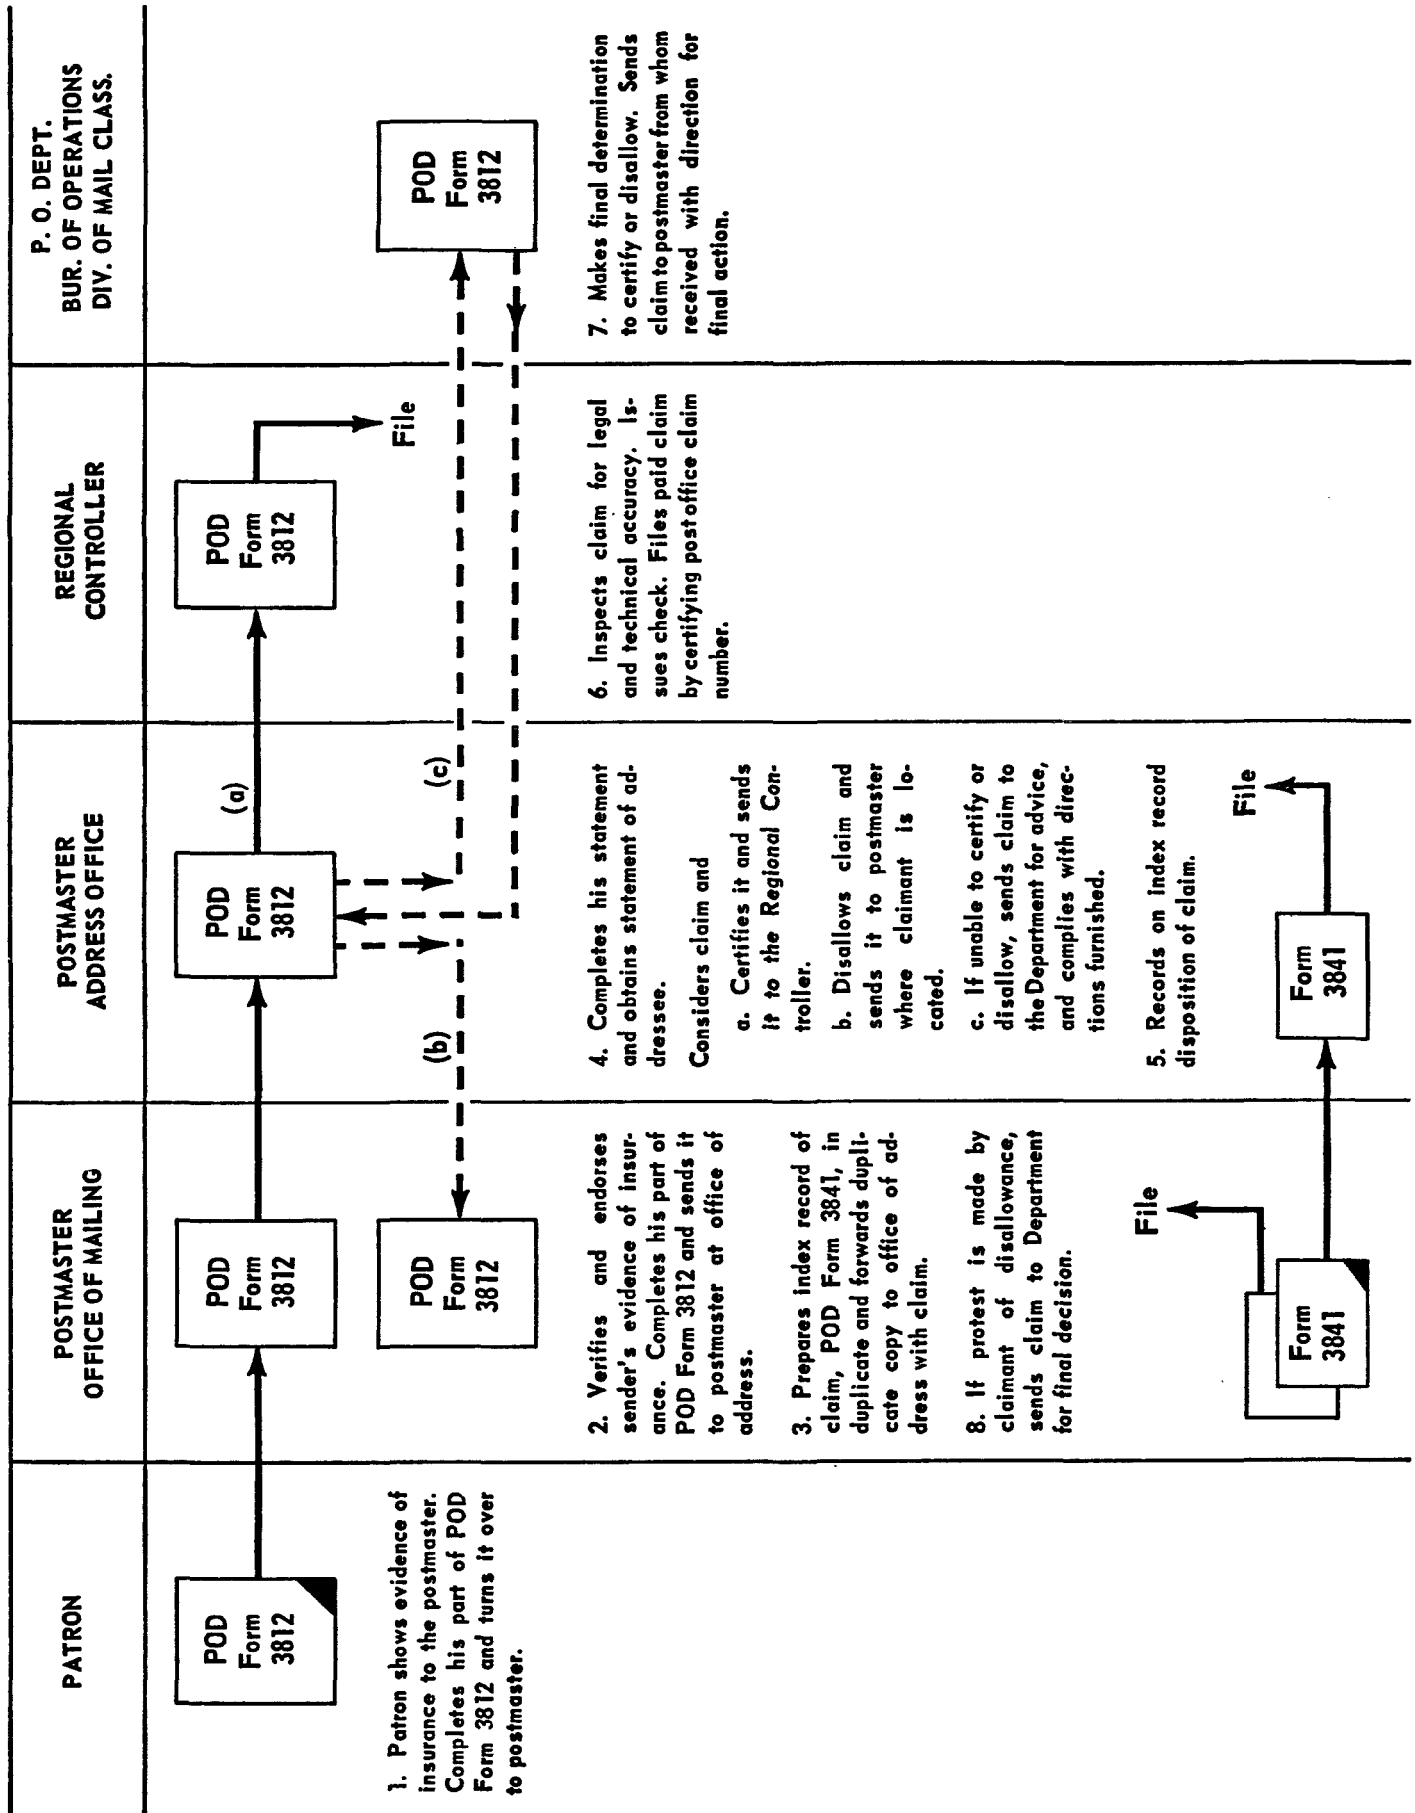 PATRON
POSTMASTER
OFFICE OF MAILING
POSTMASTER
ADDRESS OFFICE
REGIONAL
CONTROLLER
P. O. DEPT.
BUR. OF OPERATIONS
DIV. OF MAIL CLASS.
POD
Form
3812
POD
Form
3812
POD
Form
3812
(a)
POD
Form
3812
File
POD
Form
3812
(b)
(c)
POD
Form
3812
1. Patron shows evidence of
insurance to the postmaster.
Completes his part of POD
Form 3812 and turns it over
to postmaster.
2. Verifies and endorses
sender's evidence of insur-
ance. Completes his part of
POD Form 3812 and sends it
to postmaster at office of
address.
3. Prepares index record of
claim, POD Form 3841, in
duplicate and forwards dupli-
cate copy to office of ad-
dress with claim.
8. If protest is made by
claimant of disallowance,
sends claim to Department
for final decision.
File
Form
3841
4. Completes his statement
and obtains statement of ad-
dressee.
Considers claim and
a. Certifies it and sends
it to the Regional Con-
troller.
b. Disallows claim and
sends it to postmaster
where claimant is lo-
cated.
c. If unable to certify or
disallow, sends claim to
the Department for advice,
and complies with direc-
tions furnished.
5. Records on index record
disposition of claim.
Form
3841
File
6. Inspects claim for legal
and technical accuracy. Is-
sues check. Files paid claim
by certifying post office claim
number.
7. Makes final determination
to certify or disallow. Sends
claim to postmaster from whom
received with direction for
final action.